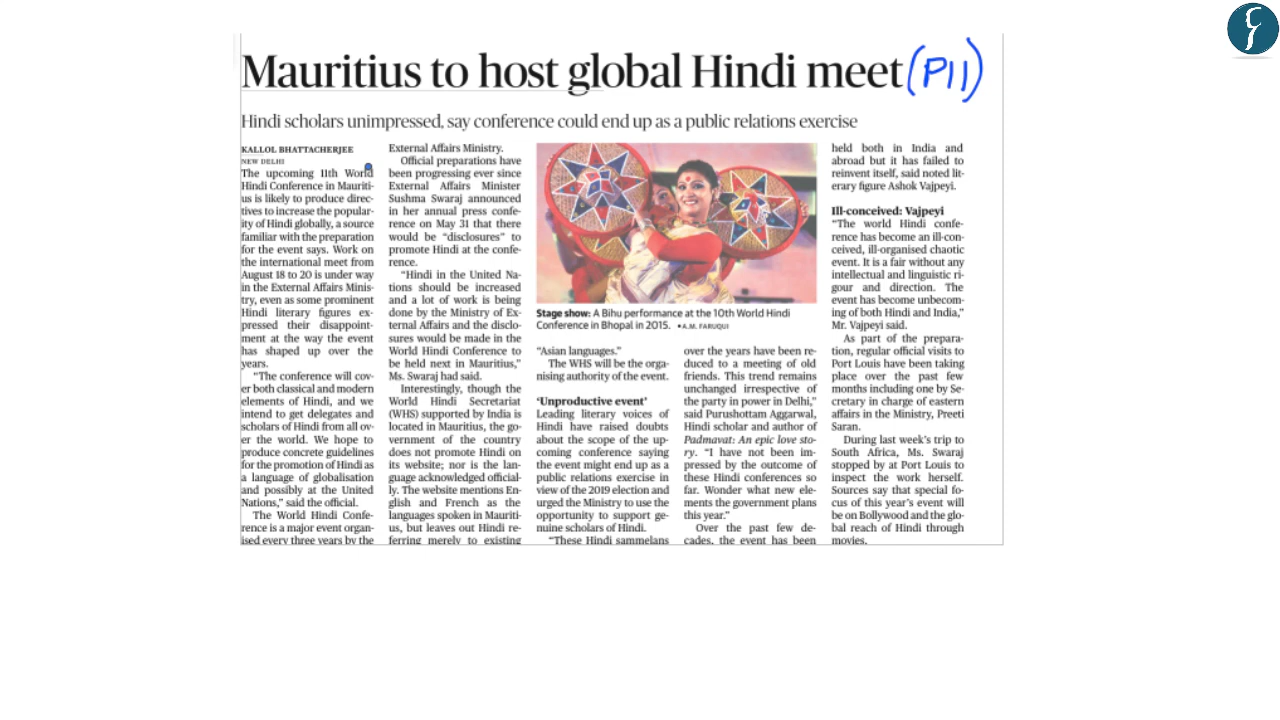 Mauritius to host global Hindi meet (P11)
Hindi scholars unimpressed, say conference could end up as a public relations exercise
KALLOL BHATTACHERJEE
NEW DELHI
The upcoming 11th World
Hindi Conference in Mauriti-
us is likely to produce direc-
tives to increase the popular-
ity of Hindi globally, a source
familiar with the preparation
for the event says. Work on
the international meet from
August 18 to 20 is under way
in the External Affairs Minis-
try, even as some prominent
Hindi literary figures ex-
pressed their disappoint-
ment at the way the event
has shaped up over the
years.
“The conference will cov-
er both classical and modern
elements of Hindi, and we
intend to get delegates and
scholars of Hindi from all ov-
er the world. We hope to
produce concrete guidelines
for the promotion of Hindi as
a language of globalisation
and possibly at the United
Nations,” said the official.
The World Hindi Confe-
rence is a major event organ-
ised every three years by the
External Affairs Ministry.
Official preparations have
been progressing ever since
External Affairs Minister
Sushma Swaraj announced
in her annual press confe-
rence on May 31 that there
would be “disclosures” to
promote Hindi at the confe-
rence.
“Hindi in the United Na-
tions should be increased
and a lot of work is being
done by the Ministry of Ex-
ternal Affairs and the disclo-
sures would be made in the
World Hindi Conference to
be held next in Mauritius,”
Ms. Swaraj had said.
Interestingly, though the
World Hindi Secretariat
(WHS) supported by India is
located in Mauritius, the go-
vernment of the country
does not promote Hindi on
its website; nor is the lan-
guage acknowledged official-
ly. The website mentions En-
glish and French as the
languages spoken in Mauriti-
us, but leaves out Hindi re-
ferring merely to existing
Stage show: A Bihu performance at the 10th World Hindi
Conference in Bhopal in 2015. •A.M. FARUQUI
“Asian languages.”
The WHS will be the orga-
nising authority of the event.
‘Unproductive event’
Leading literary voices of
Hindi have raised doubts
about the scope of the up-
coming conference saying
the event might end up as a
public relations exercise in
view of the 2019 election and
urged the Ministry to use the
opportunity to support ge-
nuine scholars of Hindi.
“These Hindi sammelans
over the years have been re-
duced to a meeting of old
friends. This trend remains
unchanged irrespective of
the party in power in Delhi,”
said Purushottam Aggarwal,
Hindi scholar and author of
Padmavat: An epic love sto-
ry. “I have not been im-
pressed by the outcome of
these Hindi conferences so
far. Wonder what new ele-
ments the government plans
this year.”
Over the past few de-
cades, the event has been
held both in India and
abroad but it has failed to
reinvent itself, said noted lit-
erary figure Ashok Vajpeyi.
Ill-conceived: Vajpeyi
“The world Hindi confe-
rence has become an ill-con-
ceived, ill-organised chaotic
event. It is a fair without any
intellectual and linguistic ri-
gour and direction. The
event has become unbecom-
ing of both Hindi and India,”
Mr. Vajpeyi said.
As part of the prepara-
tion, regular official visits to
Port Louis have been taking
place over the past few
months including one by Se-
cretary in charge of eastern
affairs in the Ministry, Preeti
Saran.
During last week’s trip to
South Africa, Ms. Swaraj
stopped by at Port Louis to
inspect the work herself.
Sources say that special fo-
cus of this year’s event will
be on Bollywood and the glo-
bal reach of Hindi through
movies.